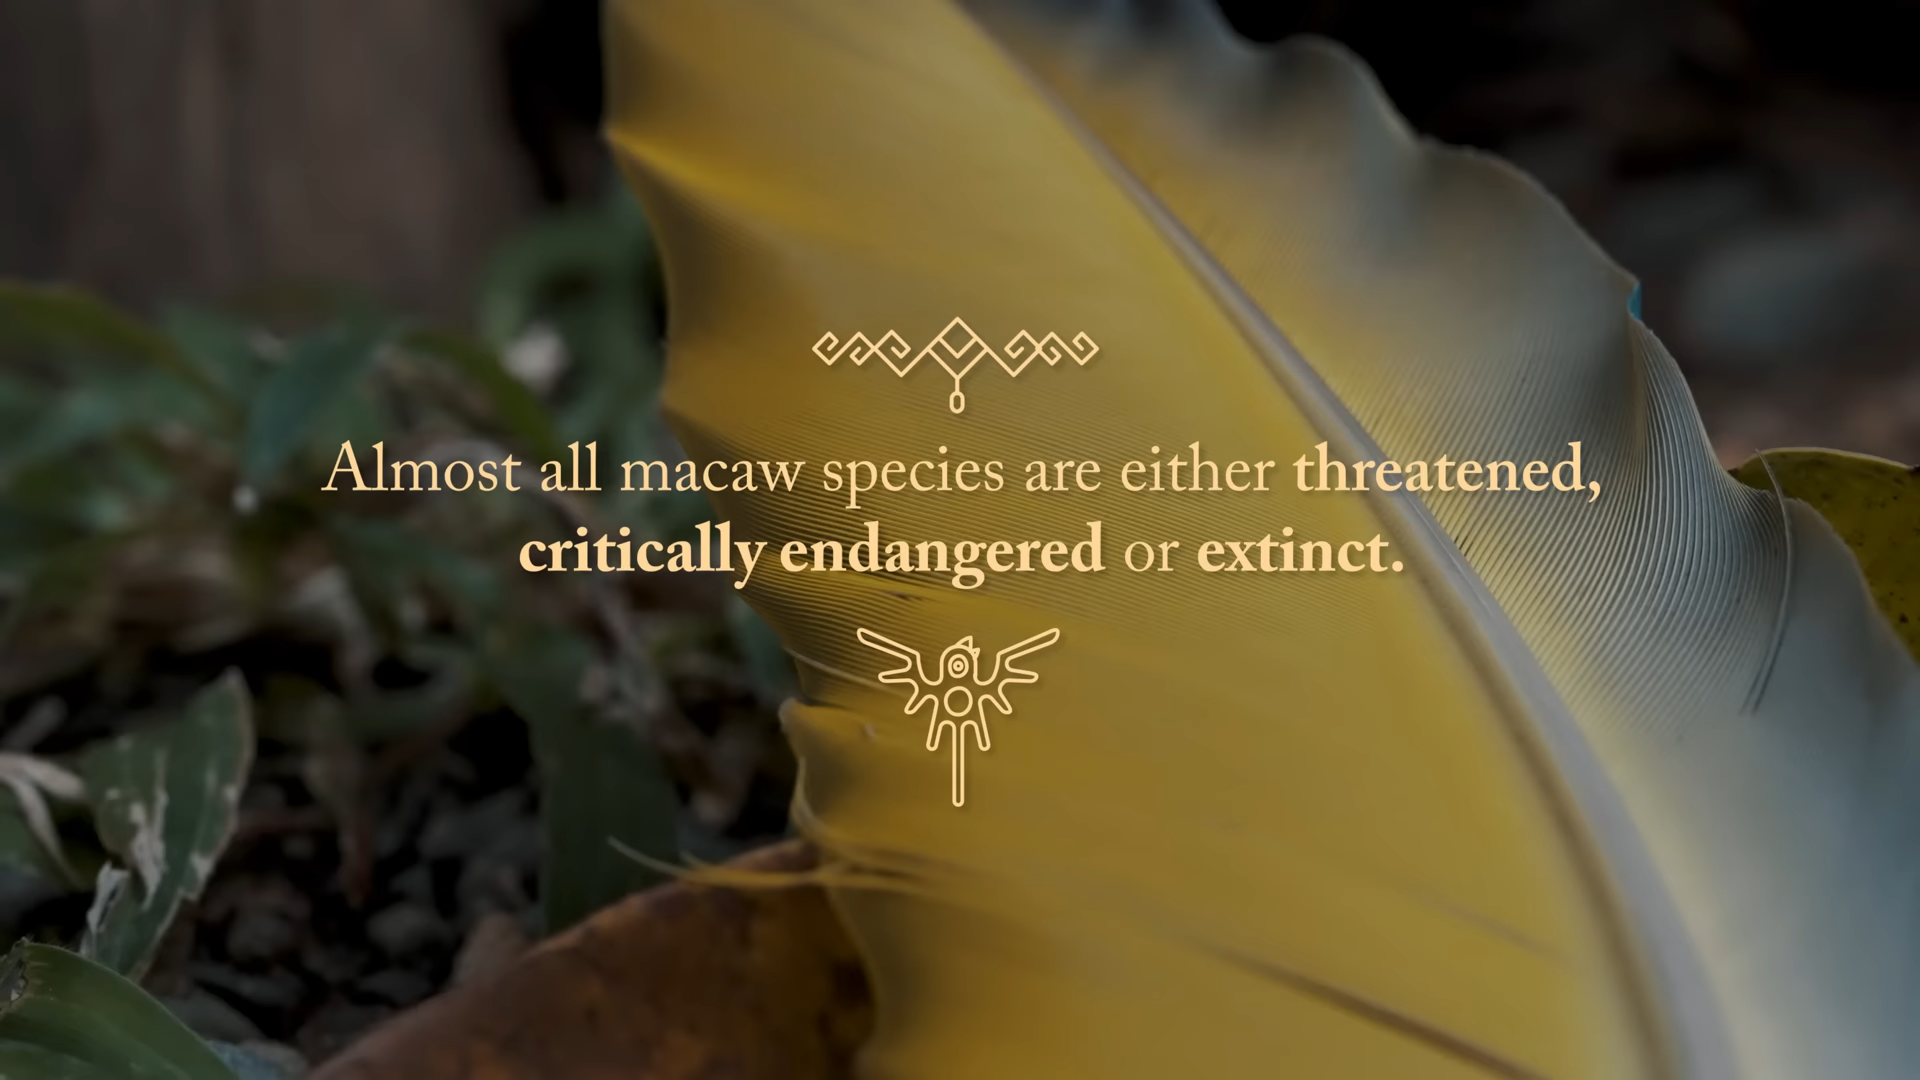 Almost all macaw species are either threatened,
critically endangered or extinct.